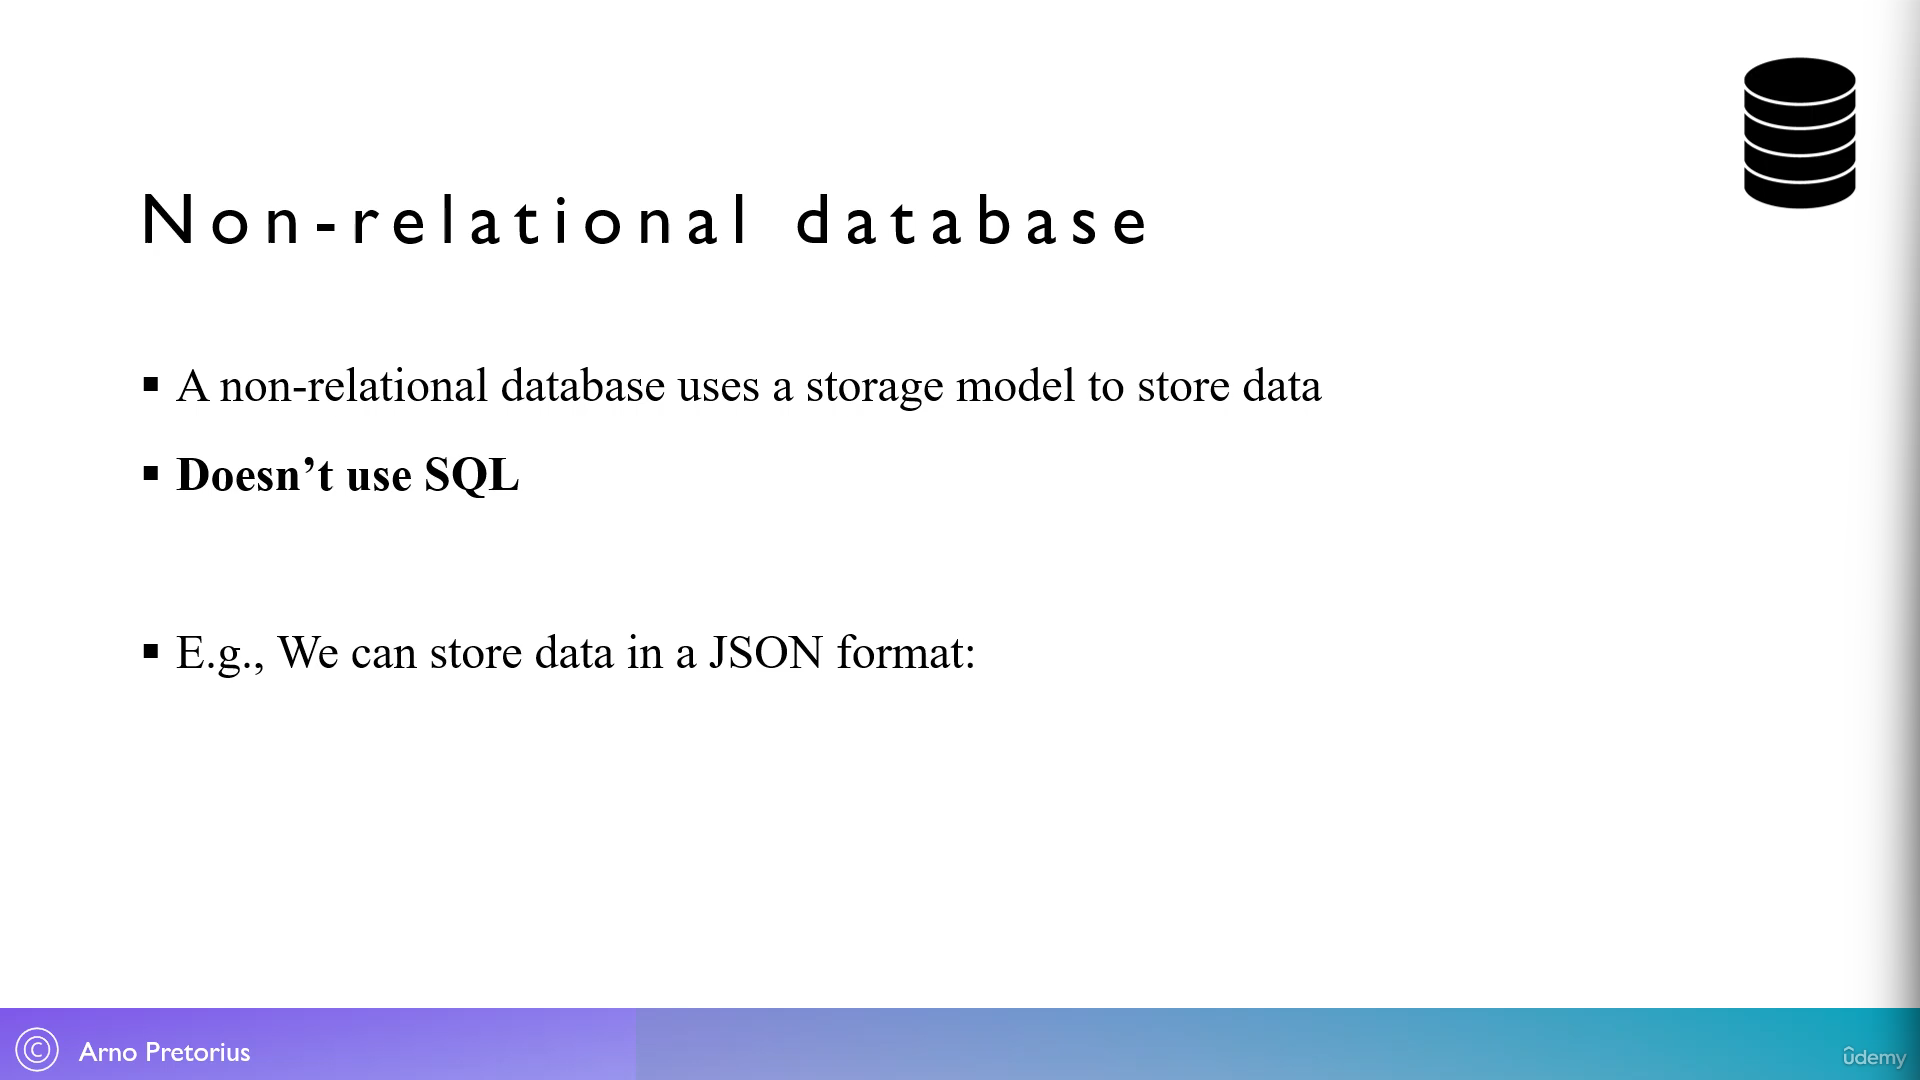 Non-relational database
▪ A non-relational database uses a storage model to store data
▪ Doesn’t use SQL
▪ E.g., We can store data in a JSON format:
© Arno Pretorius
ûdemy